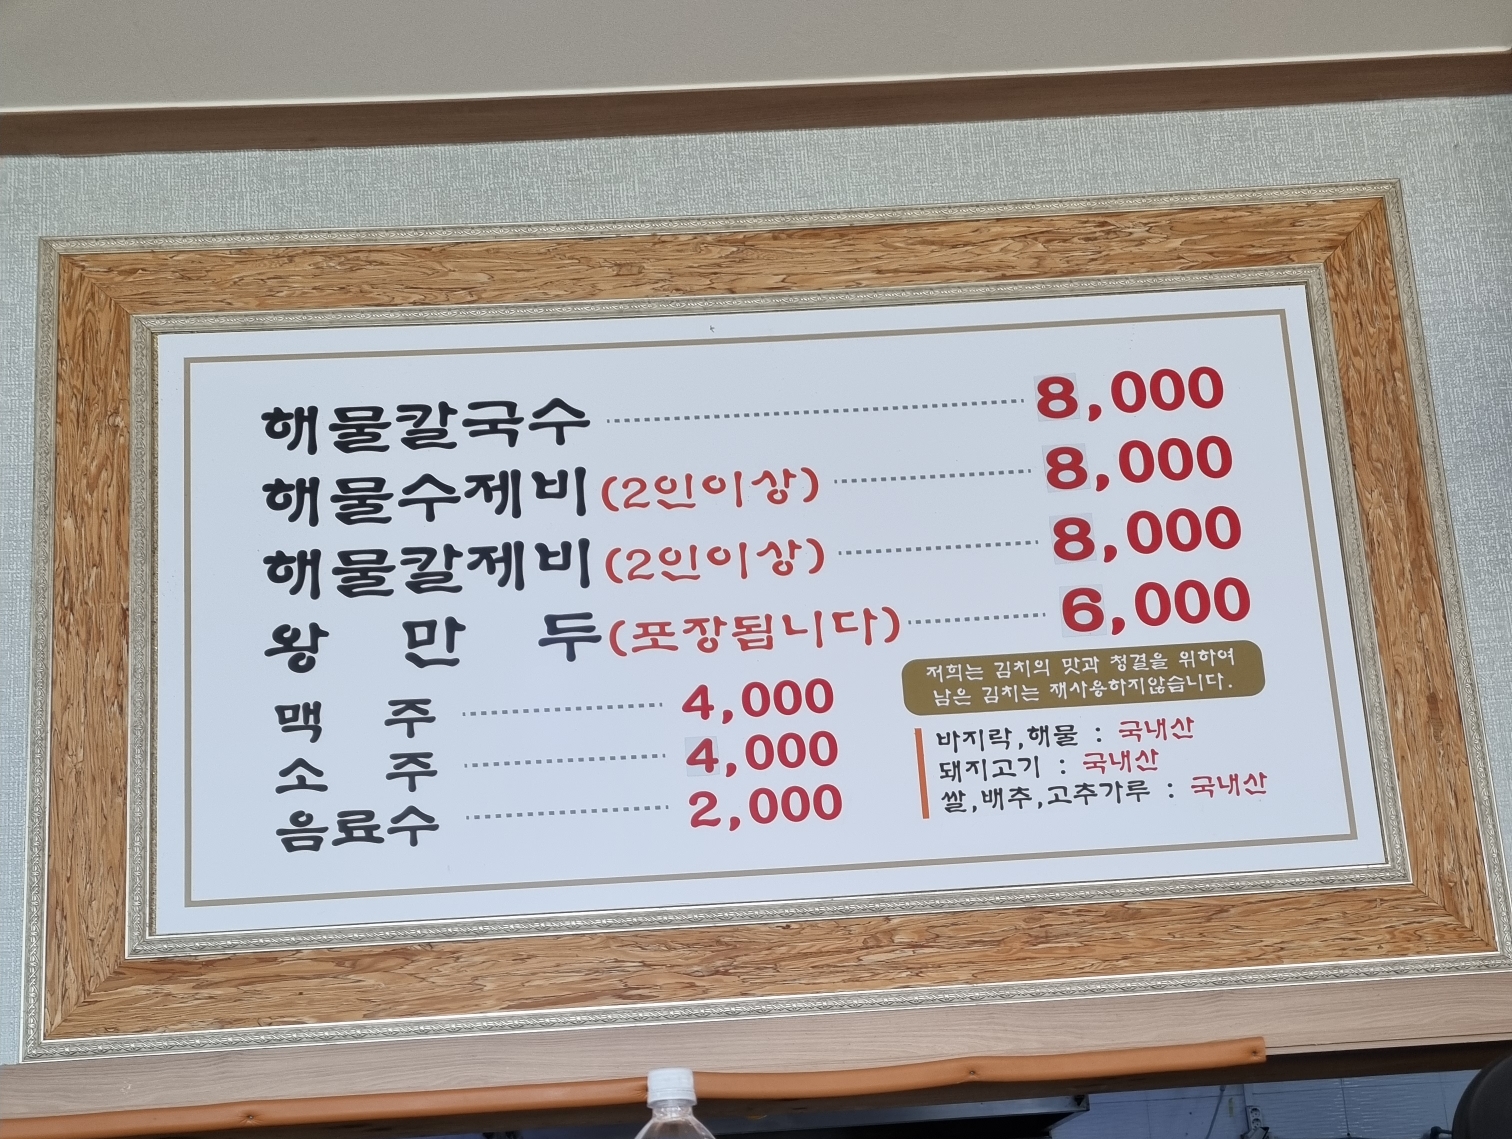 해물칼국수 8,000
해물수제비(2인이상) 8,000
해물칼제비(2인이상) 8,000
왕 만 두(포장됩니다) 6,000
맥 주 4,000
소 주 4,000
음료수 2,000
저희는 김치의 맛과 청결을 위하여
남은 김치는 재사용하지않습니다.
바지락,해물 : 국내산
돼지고기 : 국내산
쌀,배추,고추가루 : 국내산